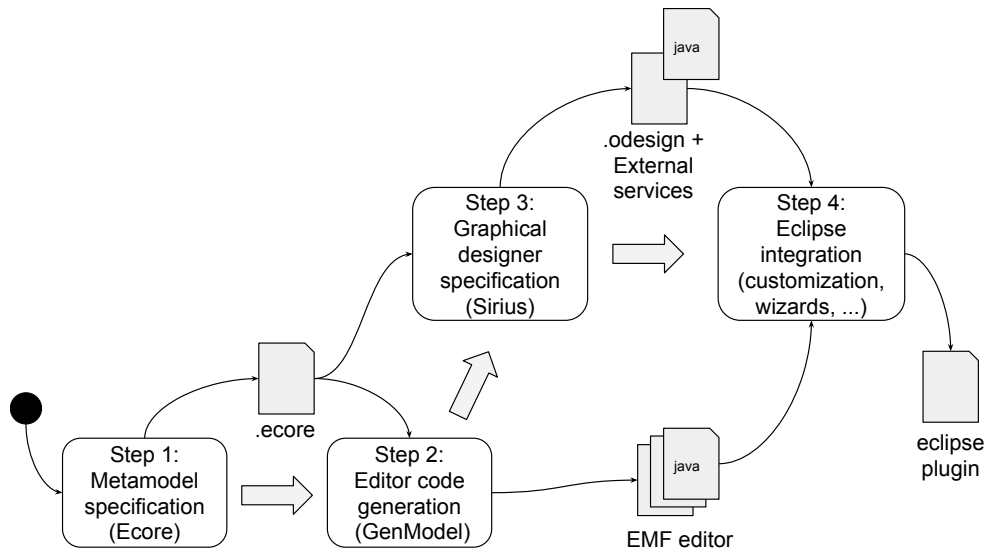 java
.odesign +
External
services
Step 3:
Graphical
designer
specification
(Sirius)
Step 4:
Eclipse
integration
(customization,
wizards, ...)
.ecore
Step 1:
Metamodel
specification
(Ecore)
Step 2:
Editor code
generation
(GenModel)
java
EMF editor
eclipse
plugin